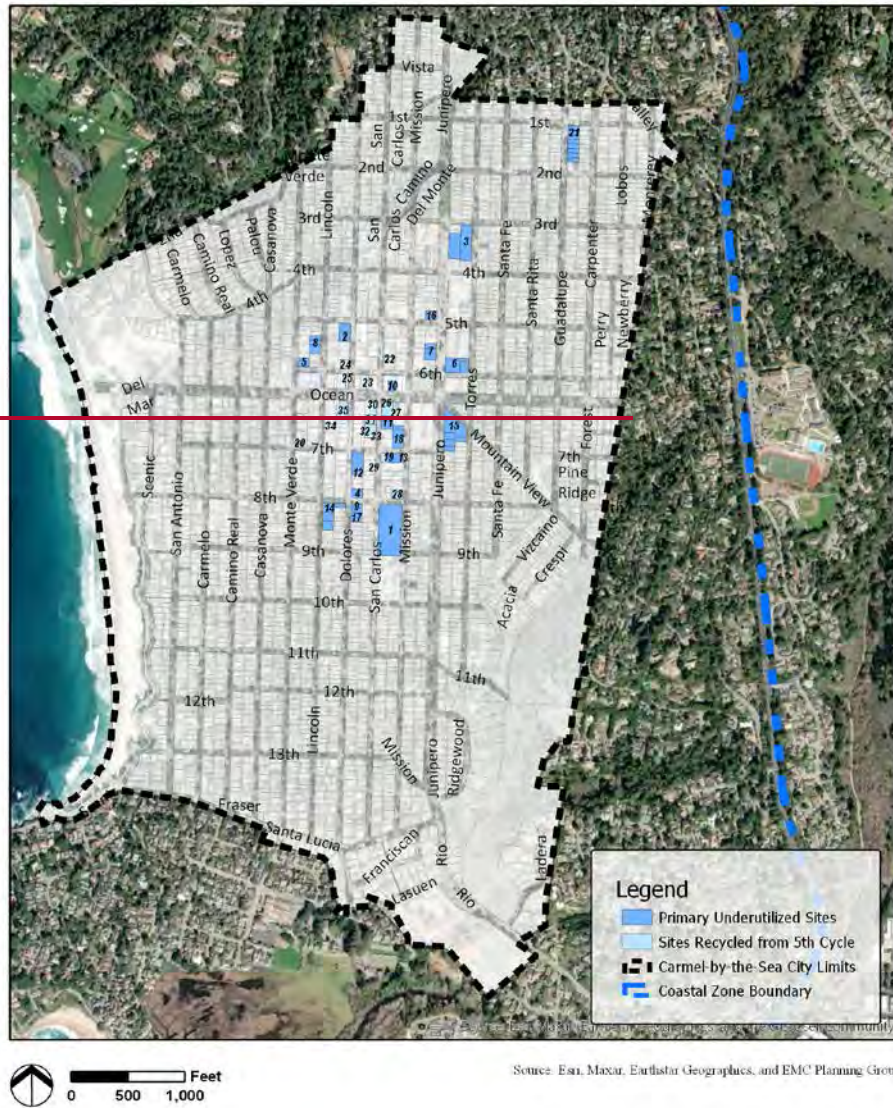 Vista
1st
San
Carlos
Mission
Junipero
1st
21
Verde
2nd
Camino
Del Monte
2nd
Lobos
Monterey
Lincoln
3rd
San
Carlos
3rd
3
Santa Fe
Carpenter
Palou
Casanova
Lopez
Camino Real
Carmelo
4th
4th
4th
Santa Rita
Guadalupe
Perry
Newberry
16
5th
2
8
7
5
24
22
6
6th
25
23
10
Torres
Del
Mar
Ocean
30
26
35
27
11
15
34
32
33
18
Forest
20
7th
19
13
7th
Pine
Ridge
Mountain View
Junipero
12
29
Scenic
San Antonio
8th
Monte Verde
4
28
14
9
17
1
Mission
Santa Fe
Vizcaino
Crespi
Carmelo
Camino Real
Casanova
9th
Dolores
San Carlos
9th
Acacia
10th
11th
11th
12th
12th
Lincoln
13th
Mission
Junipero
Ridgewood
Fraser
Santa Lucia
Franciscan
Rio
Lasuen
Rio
Ladera
Legend
Primary Underutilized Sites
Sites Recycled from 5th Cycle
Carmel-by-the-Sea City Limits
Coastal Zone Boundary
Feet
0 500 1,000
Source: Esri, Maxar, Earthstar Geographics, and EMC Planning Grou